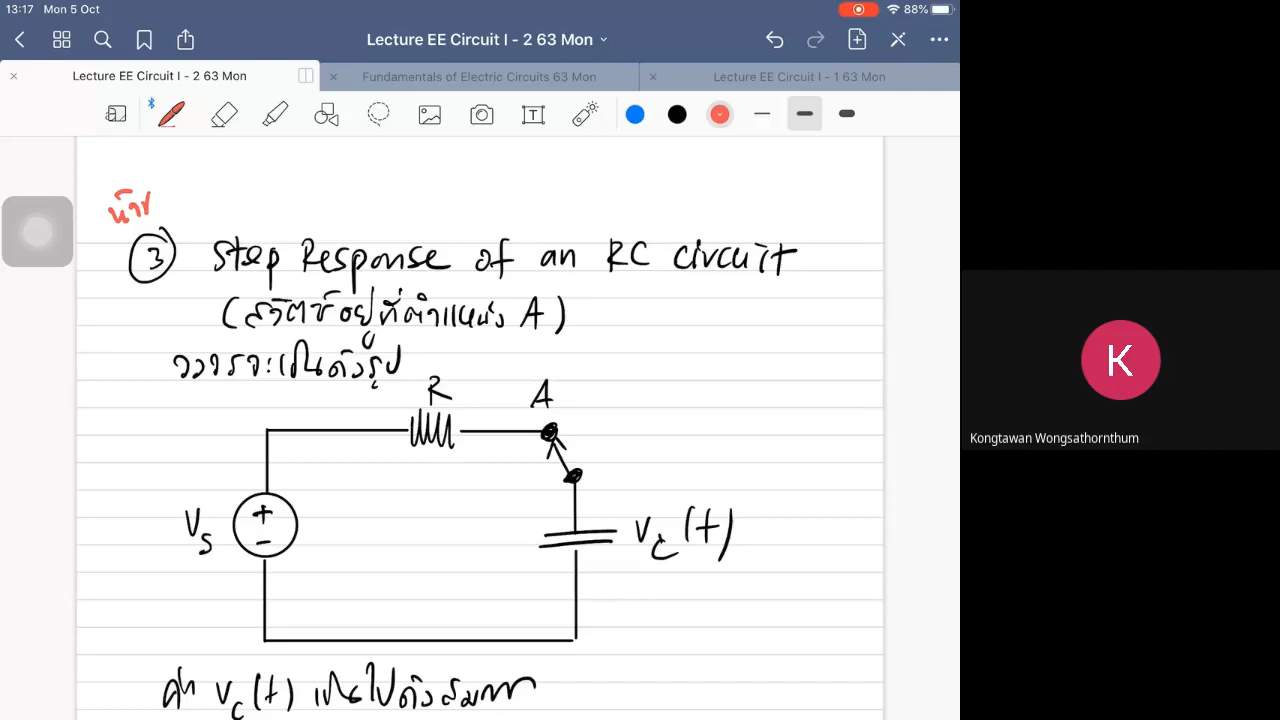 13:17 Mon 5 Oct
88%
Lecture EE Circuit I - 2 63 Mon
Lecture EE Circuit I - 2 63 Mon
Fundamentals of Electric Circuits 63 Mon
Lecture EE Circuit I - 1 63 Mon
T
③ Step Response of an RC circuit
(สวิตซ์อยู่ที่ตำแหน่ง A)
วงจรจะเป็นดังรูป
R
A
Vs
+
-
Vc(t)
ค่า Vc(t) เป็นไปดังสมการ
K
Kongtawan Wongsathornthum